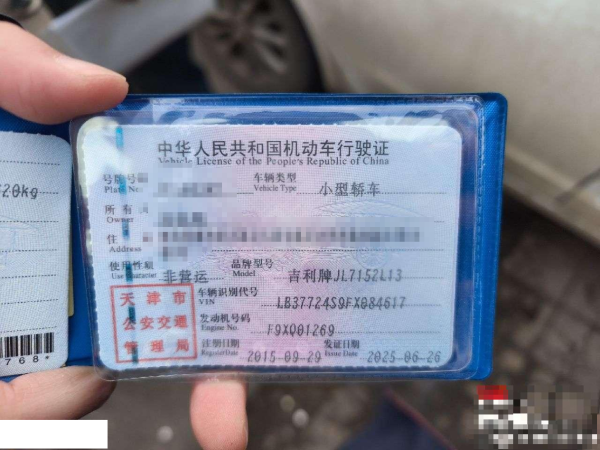 20kg
768*
中华人民共和国机动车行驶证
Vehicle License of the People's Republic of China
号牌号码 车辆类型 小型轿车
Plate No. Vehicle Type
所有人
Owner
住
Address
使用性质 非营运 品牌型号 吉利牌JL7152L13
Use Character Model
天津市
公安交通
管理局
车辆识别代号 LB37724S9FX084617
VIN
发动机号码 F9XQ01269
Engine No.
注册日期 2015-09-29 发证日期 2025-06-26
Register Date Issue Date